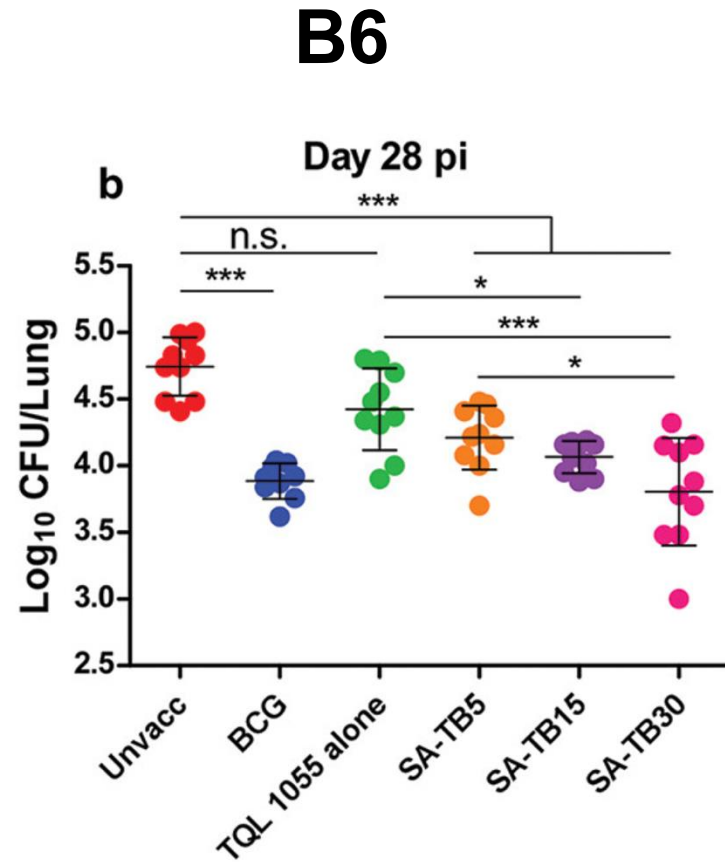 B6
Day 28 pi
b
***
n.s.
***
*
***
*
5.5
5.0
4.5
4.0
3.5
3.0
2.5
Log10 CFU/Lung
Unvacc
BCG
TQL 1055 alone
SA-TB5
SA-TB15
SA-TB30